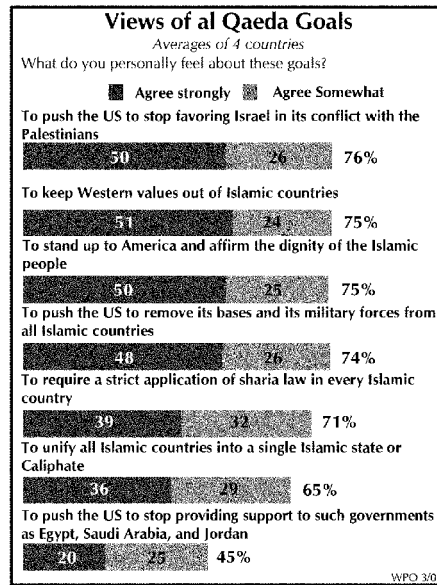 Views of al Qaeda Goals
Averages of 4 countries
What do you personally feel about these goals?
Agree strongly Agree Somewhat
To push the US to stop favoring Israel in its conflict with the
Palestinians
50 26 76%
To keep Western values out of Islamic countries
51 24 75%
To stand up to America and affirm the dignity of the Islamic
people
50 25 75%
To push the US to remove its bases and its military forces from
all Islamic countries
48 26 74%
To require a strict application of sharia law in every Islamic
country
39 32 71%
To unify all Islamic countries into a single Islamic state or
Caliphate
36 29 65%
To push the US to stop providing support to such governments
as Egypt, Saudi Arabia, and Jordan
20 25 45%
WPO 3/0